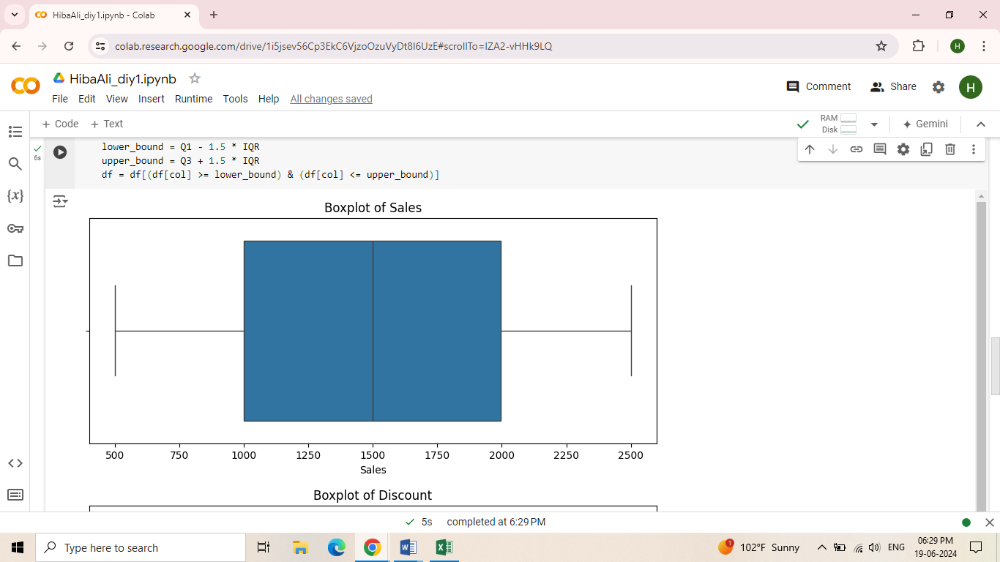 HibaAli_diy1.ipynb - Colab
colab.research.google.com/drive/1i5jsev56Cp3EkC6VjzoOzuVyDt8I6UzE#scrollTo=IZA2-vHHk9LQ
H
HibaAli_diy1.ipynb
File Edit View Insert Runtime Tools Help All changes saved
Comment Share H
+ Code + Text
RAM
Disk
Gemini
6s
lower_bound = Q1 - 1.5 * IQR
upper_bound = Q3 + 1.5 * IQR
df = df[(df[col] >= lower_bound) & (df[col] <= upper_bound)]
{x}
Boxplot of Sales
500 750 1000 1250 1500 1750 2000 2250 2500
Sales
Boxplot of Discount
5s completed at 6:29 PM
Type here to search
1
102°F Sunny
ENG
06:29 PM
19-06-2024